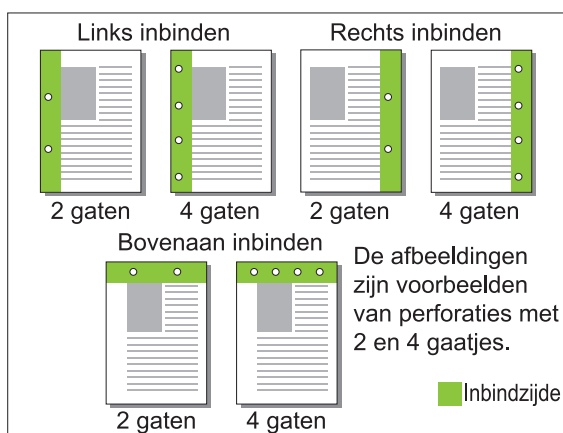 Links inbinden
Rechts inbinden
2 gaten
4 gaten
2 gaten
4 gaten
Bovenaan inbinden
2 gaten
4 gaten
De afbeeldingen
zijn voorbeelden
van perforaties met
2 en 4 gaatjes.
Inbindzijde